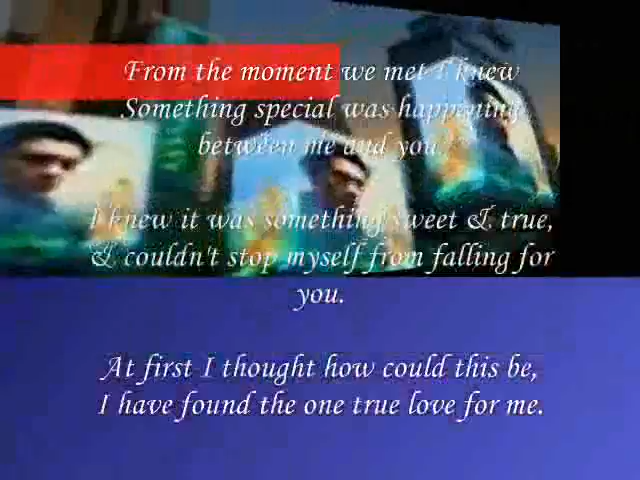 From the moment we met I knew
Something special was happening
between me and you.
I knew it was something sweet & true,
& couldn't stop myself from falling for
you.
At first I thought how could this be,
I have found the one true love for me.